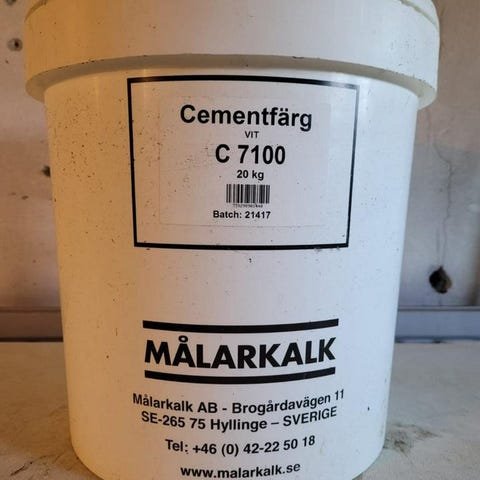 Cementfärg
VIT
C 7100
20 kg
Batch: 21417
MÅLARKALK
Målarkalk AB - Brogårdavägen 11
SE-265 75 Hyllinge – SVERIGE
Tel: +46 (0) 42-22 50 18
www.malarkalk.se